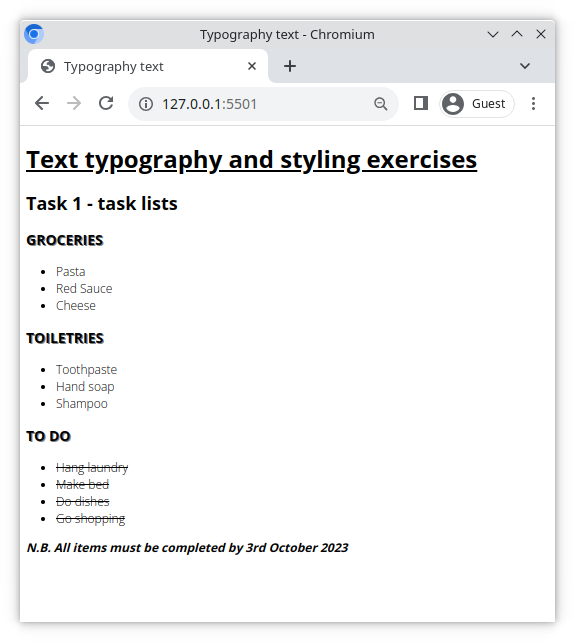 Typography text - Chromium
Typography text
127.0.0.1:5501
Guest
Text typography and styling exercises
Task 1 - task lists
GROCERIES
Pasta
Red Sauce
Cheese
TOILETRIES
Toothpaste
Hand soap
Shampoo
TO DO
Hang laundry
Make bed
Do dishes
Go shopping
N.B. All items must be completed by 3rd October 2023